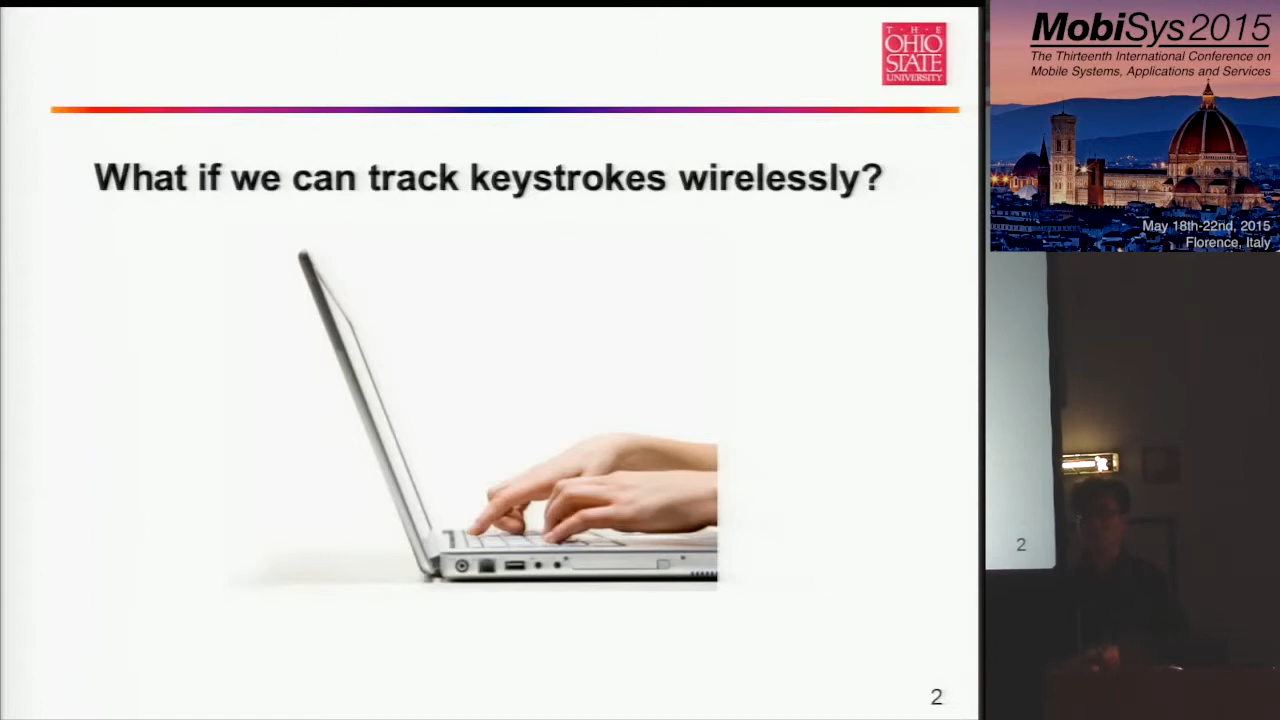 THE
OHIO
STATE
UNIVERSITY
What if we can track keystrokes wirelessly?
2
MobiSys 2015
The Thirteenth International Conference on
Mobile Systems, Applications and Services
May 18th-22nd, 2015
Florence, Italy
2